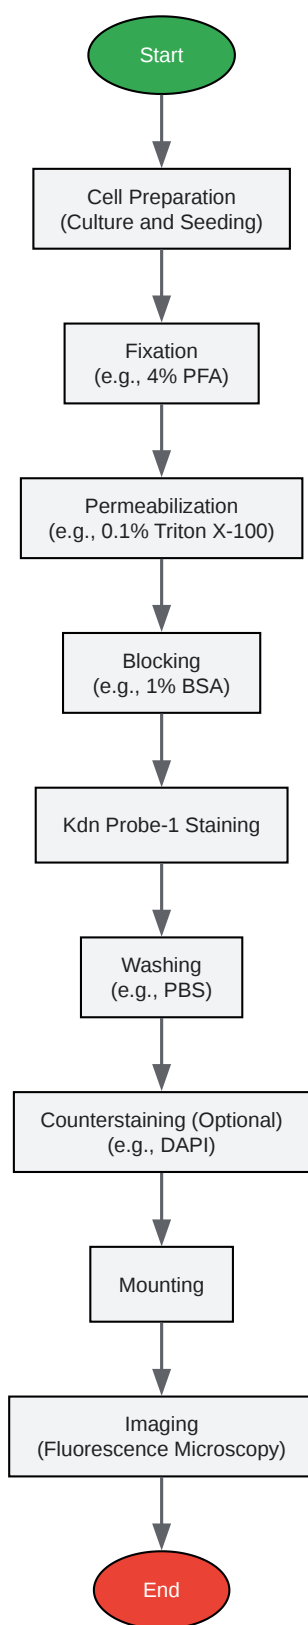 Start
Cell Preparation
(Culture and Seeding)
Fixation
(e.g., 4% PFA)
Permeabilization
(e.g., 0.1% Triton X-100)
Blocking
(e.g., 1% BSA)
Kdn Probe-1 Staining
Washing
(e.g., PBS)
Counterstaining (Optional)
(e.g., DAPI)
Mounting
Imaging
(Fluorescence Microscopy)
End